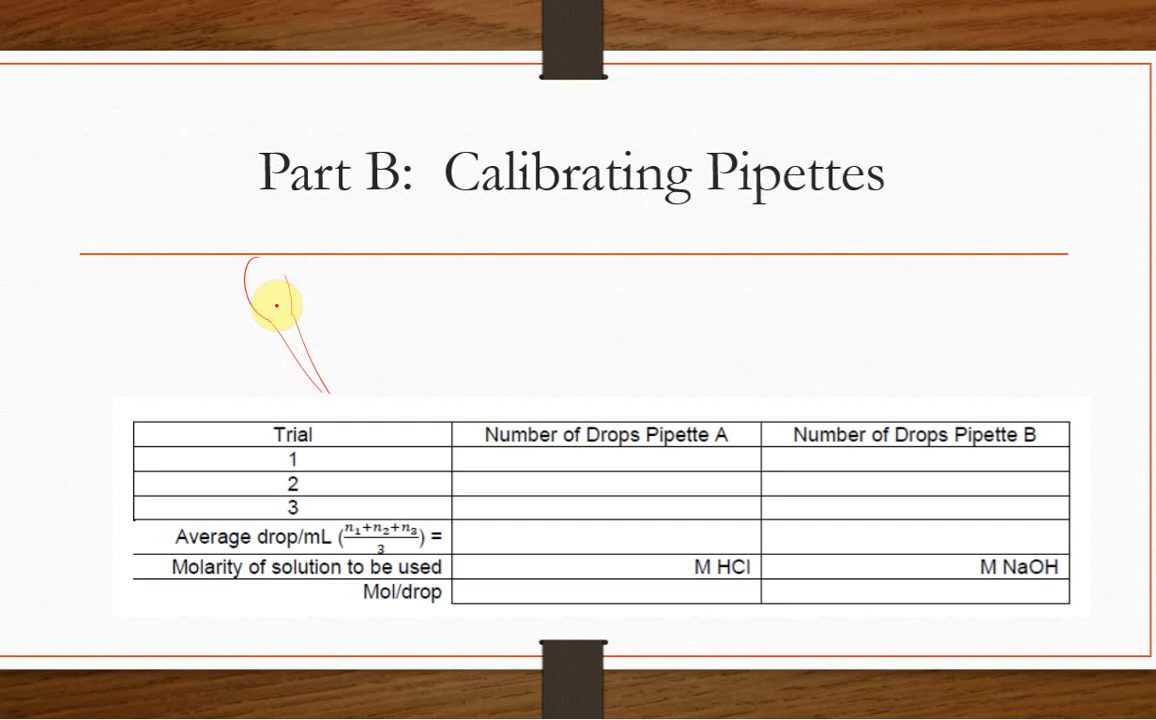 Part B: Calibrating Pipettes
Trial Number of Drops Pipette A Number of Drops Pipette B
1
2
3
Average drop/mL (n₁+n₂+n₃/3) =
Molarity of solution to be used M HCl M NaOH
Mol/drop